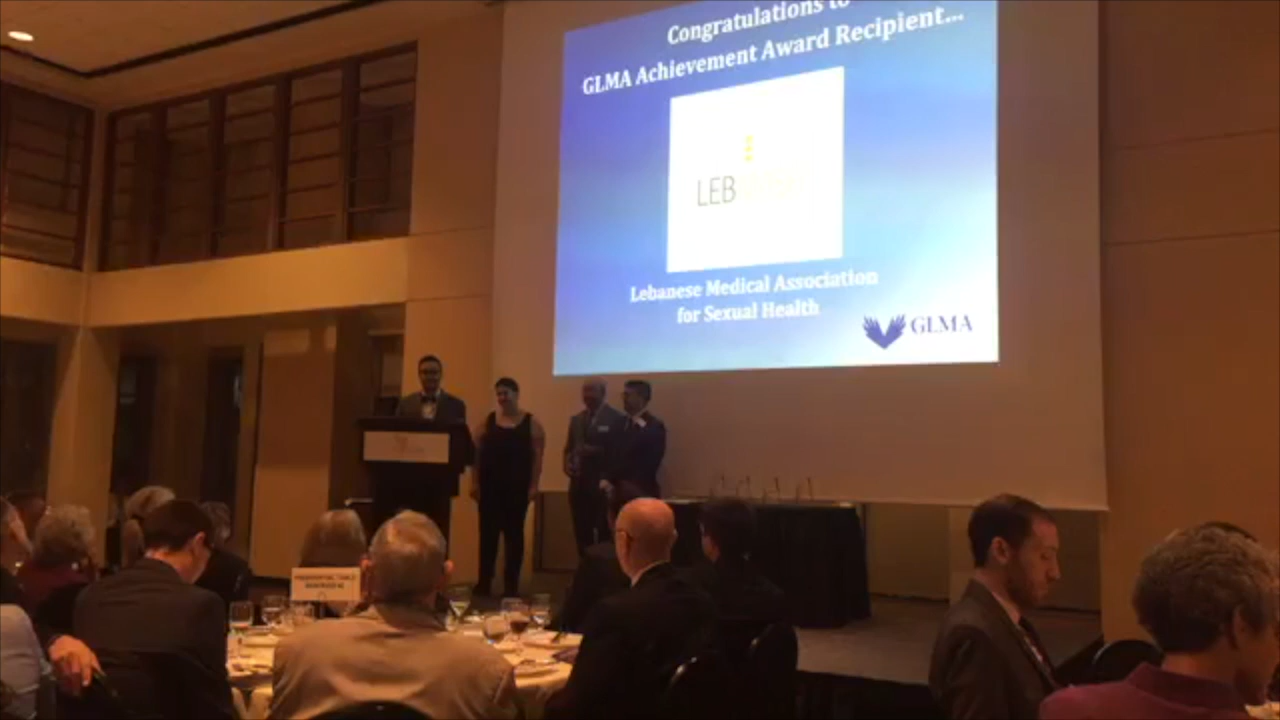 Congratulations to
GLMA Achievement Award Recipient...
LEB
Lebanese Medical Association
for Sexual Health
GLMA